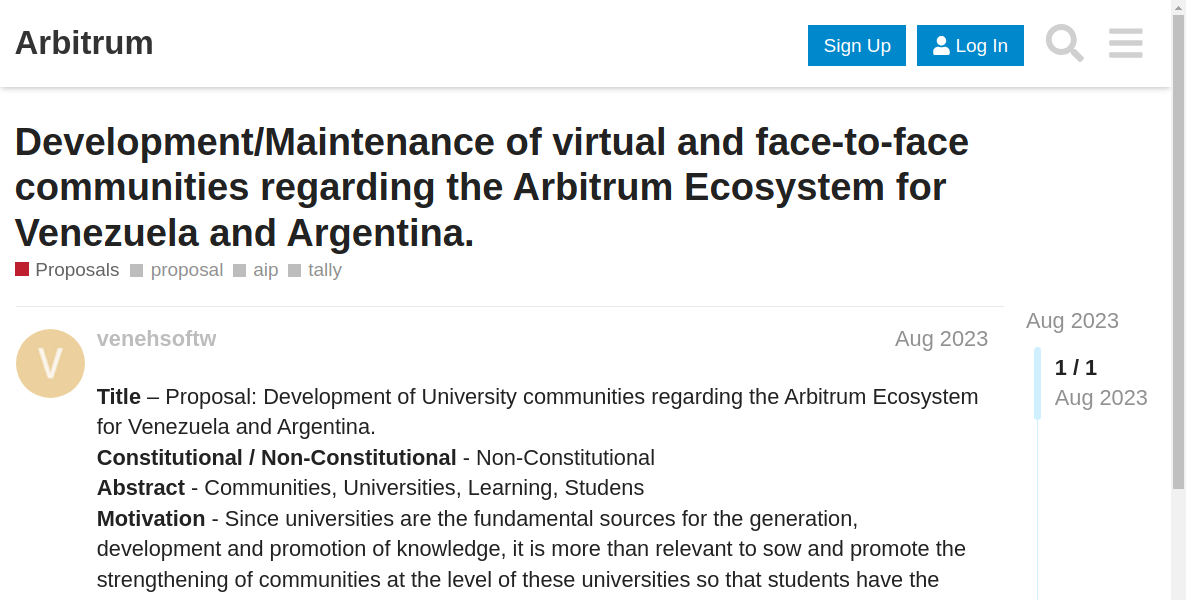 Arbitrum
Sign Up
Log In
Development/Maintenance of virtual and face-to-face
communities regarding the Arbitrum Ecosystem for
Venezuela and Argentina.
Proposals proposal aip tally
venehsoftw
Aug 2023
Aug 2023
1 / 1
Aug 2023
V
Title – Proposal: Development of University communities regarding the Arbitrum Ecosystem
for Venezuela and Argentina.
Constitutional / Non-Constitutional - Non-Constitutional
Abstract - Communities, Universities, Learning, Studens
Motivation - Since universities are the fundamental sources for the generation,
development and promotion of knowledge, it is more than relevant to sow and promote the
strengthening of communities at the level of these universities so that students have the